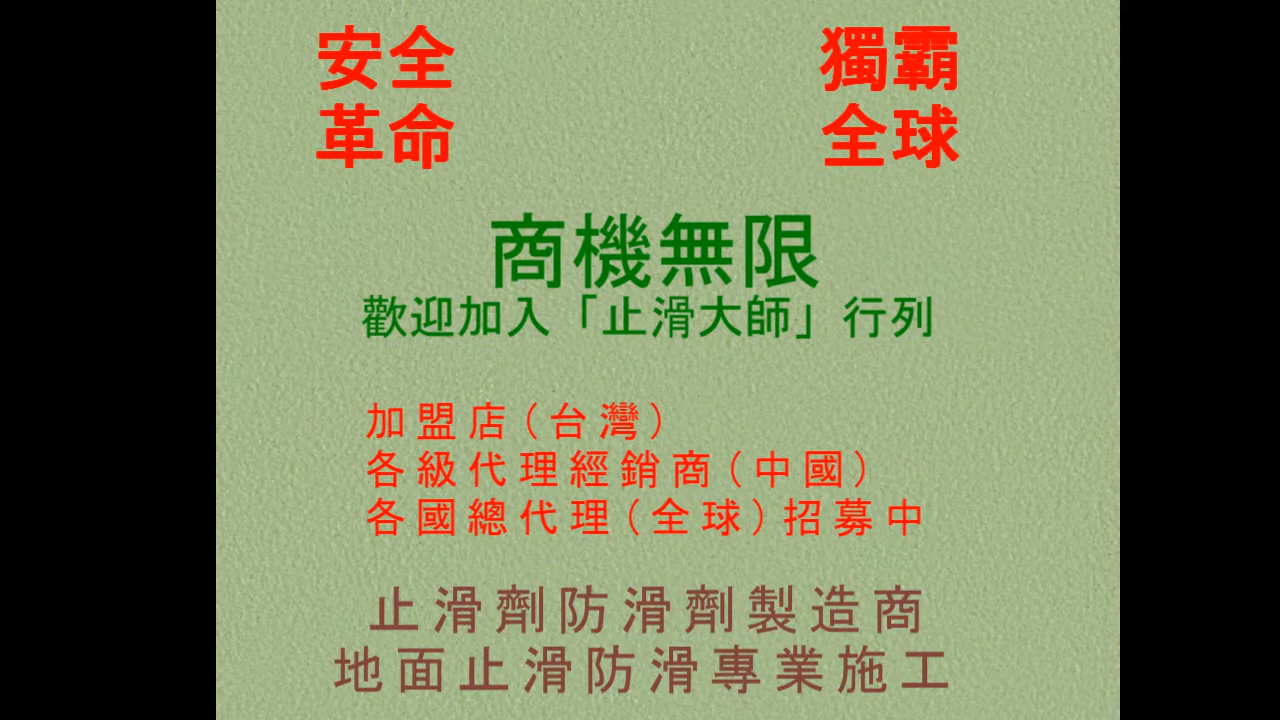 安全
革命
獨霸
全球
商機無限
歡迎加入「止滑大師」行列
加盟店(台灣)
各級代理經銷商(中國)
各國總代理(全球)招募中
止滑劑防滑劑製造商
地面止滑防滑專業施工